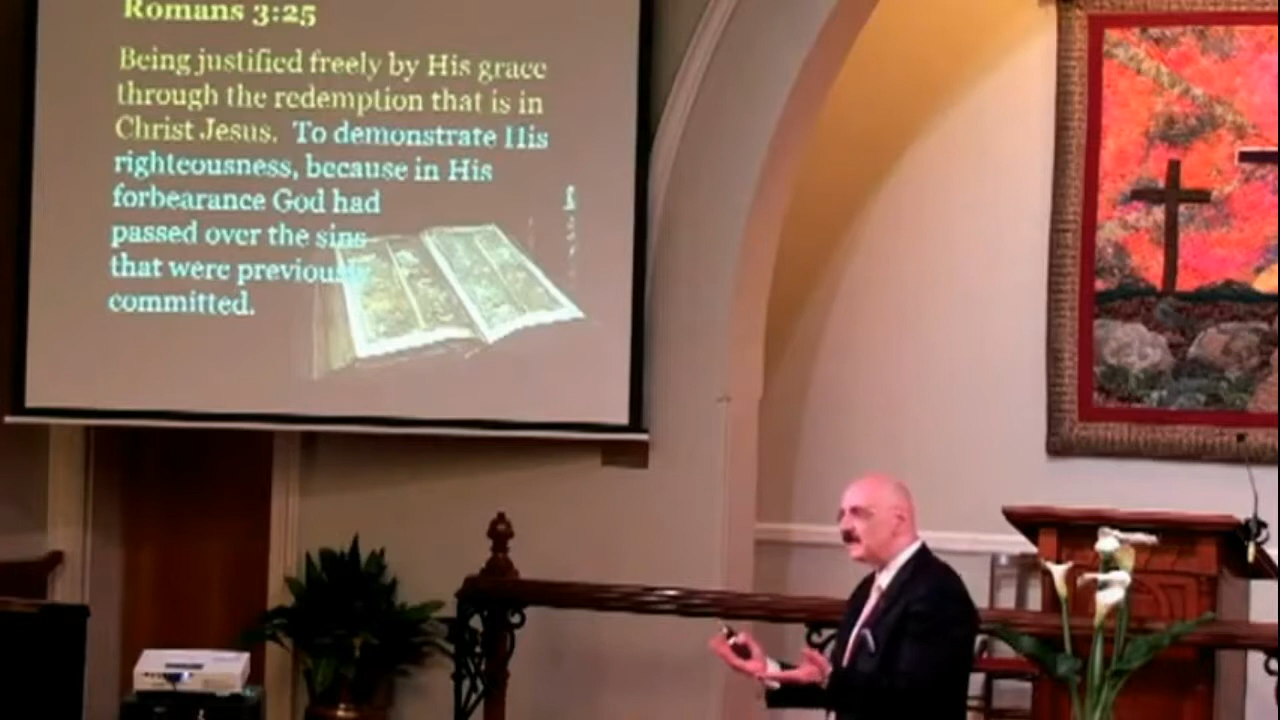 Romans 3:25
Being justified freely by His grace
through the redemption that is in
Christ Jesus. To demonstrate His
righteousness, because in His
forbearance God had
passed over the sins
that were previously
committed.